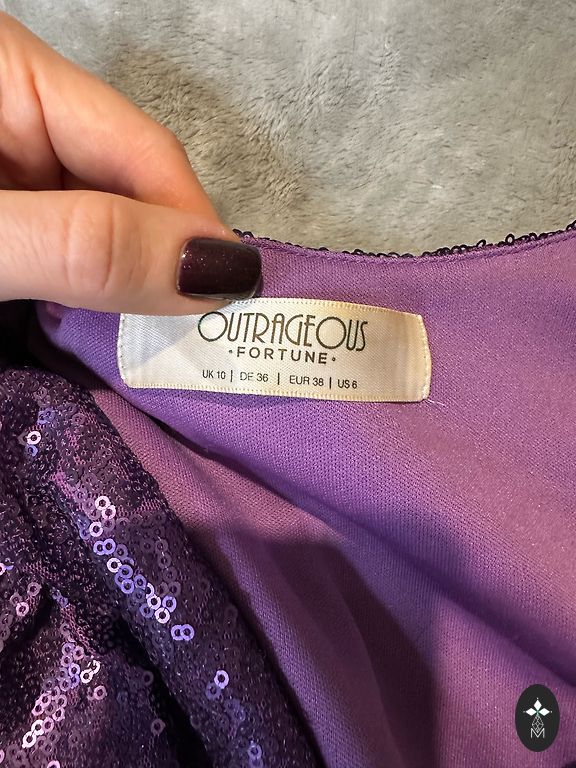 OUTRAGEOUS
•FORTUNE•
UK 10 | DE 36 | EUR 38 | US 6